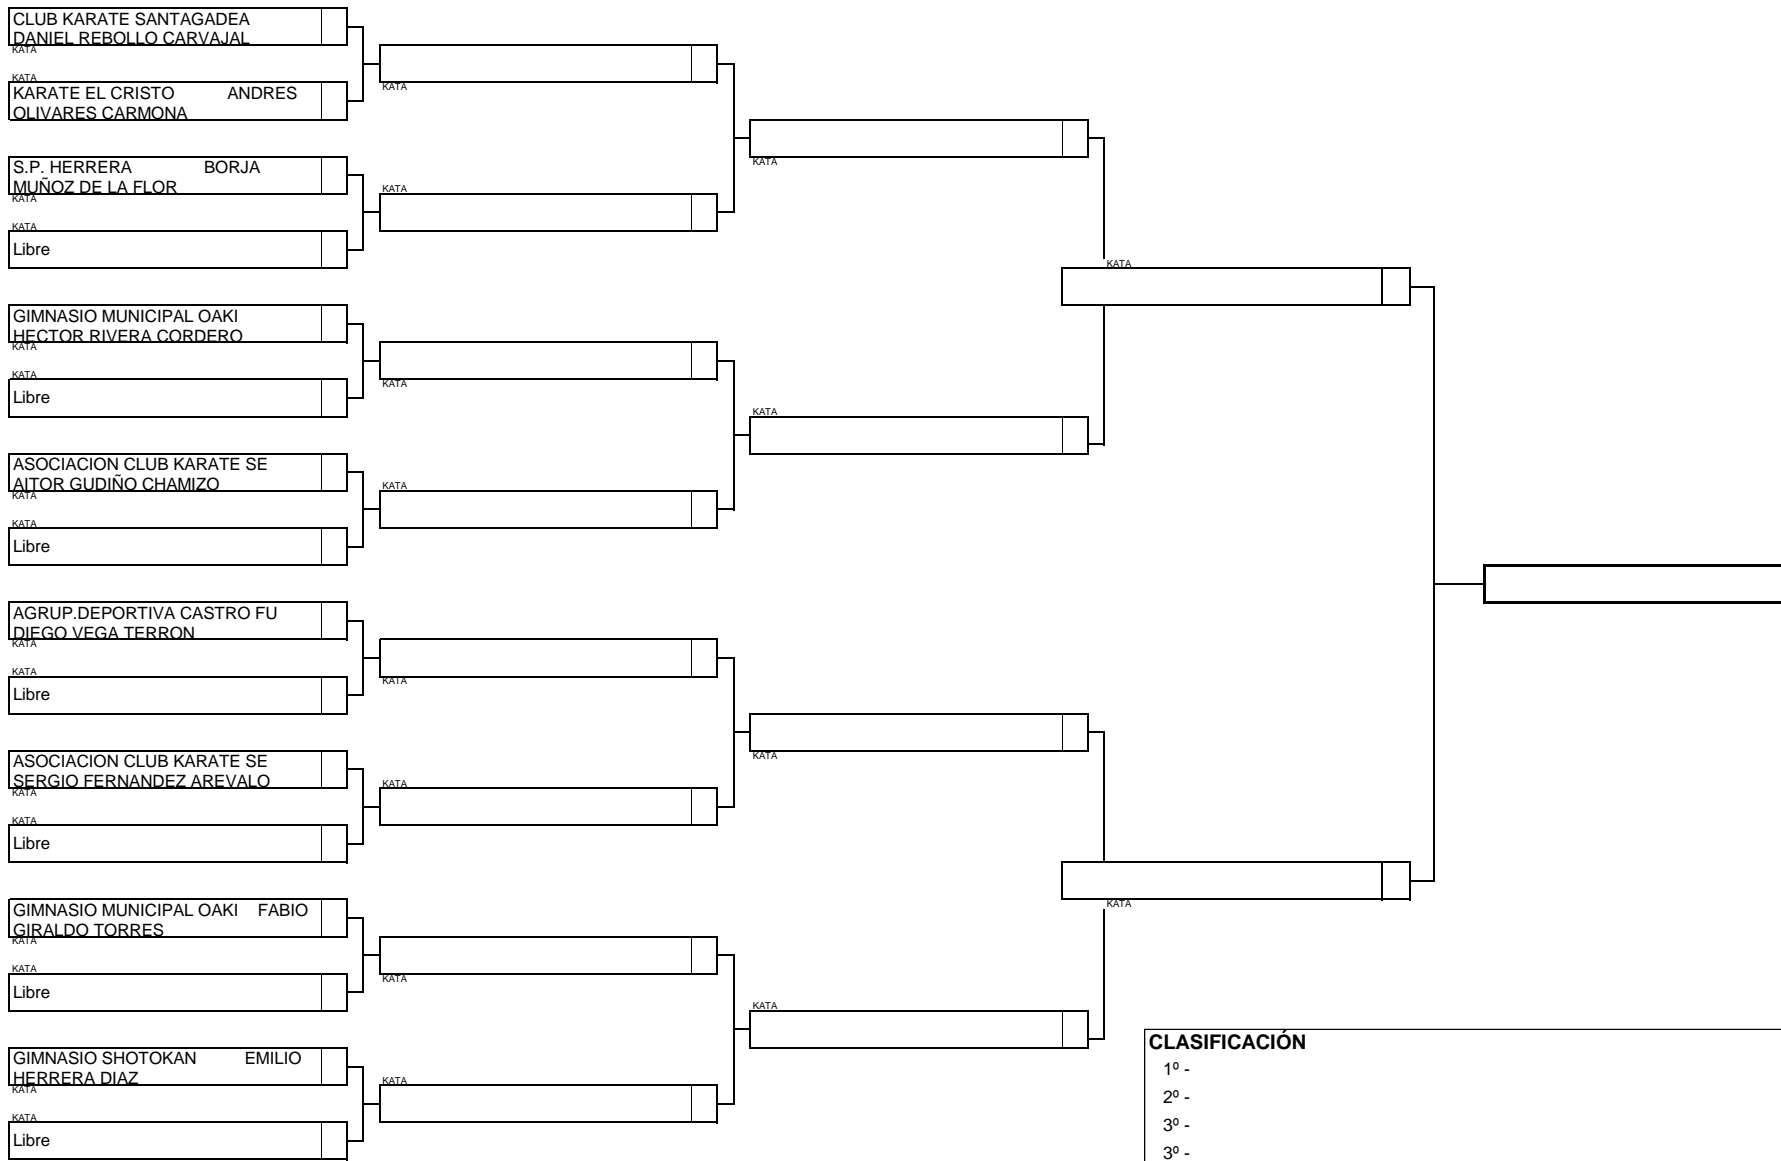 CLUB KARATE SANTAGADEA
DANIEL REBOLLO CARVAJAL
KATA
KATA
KARATE EL CRISTO ANDRES
OLIVARES CARMONA
S.P. HERRERA BORJA
MUÑOZ DE LA FLOR
KATA
KATA
Libre
GIMNASIO MUNICIPAL OAKI
HECTOR RIVERA CORDERO
KATA
KATA
Libre
ASOCIACION CLUB KARATE SE
AITOR GUDIÑO CHAMIZO
KATA
KATA
Libre
AGRUP.DEPORTIVA CASTRO FU
DIEGO VEGA TERRON
KATA
KATA
Libre
ASOCIACION CLUB KARATE SE
SERGIO FERNANDEZ AREVALO
KATA
KATA
Libre
GIMNASIO MUNICIPAL OAKI FABIO
GIRALDO TORRES
KATA
KATA
Libre
GIMNASIO SHOTOKAN EMILIO
HERRERA DIAZ
KATA
KATA
Libre
KATA
KATA
KATA
KATA
KATA
KATA
KATA
KATA
KATA
KATA
KATA
KATA
KATA
KATA
CLASIFICACIÓN
1º -
2º -
3º -
3º -